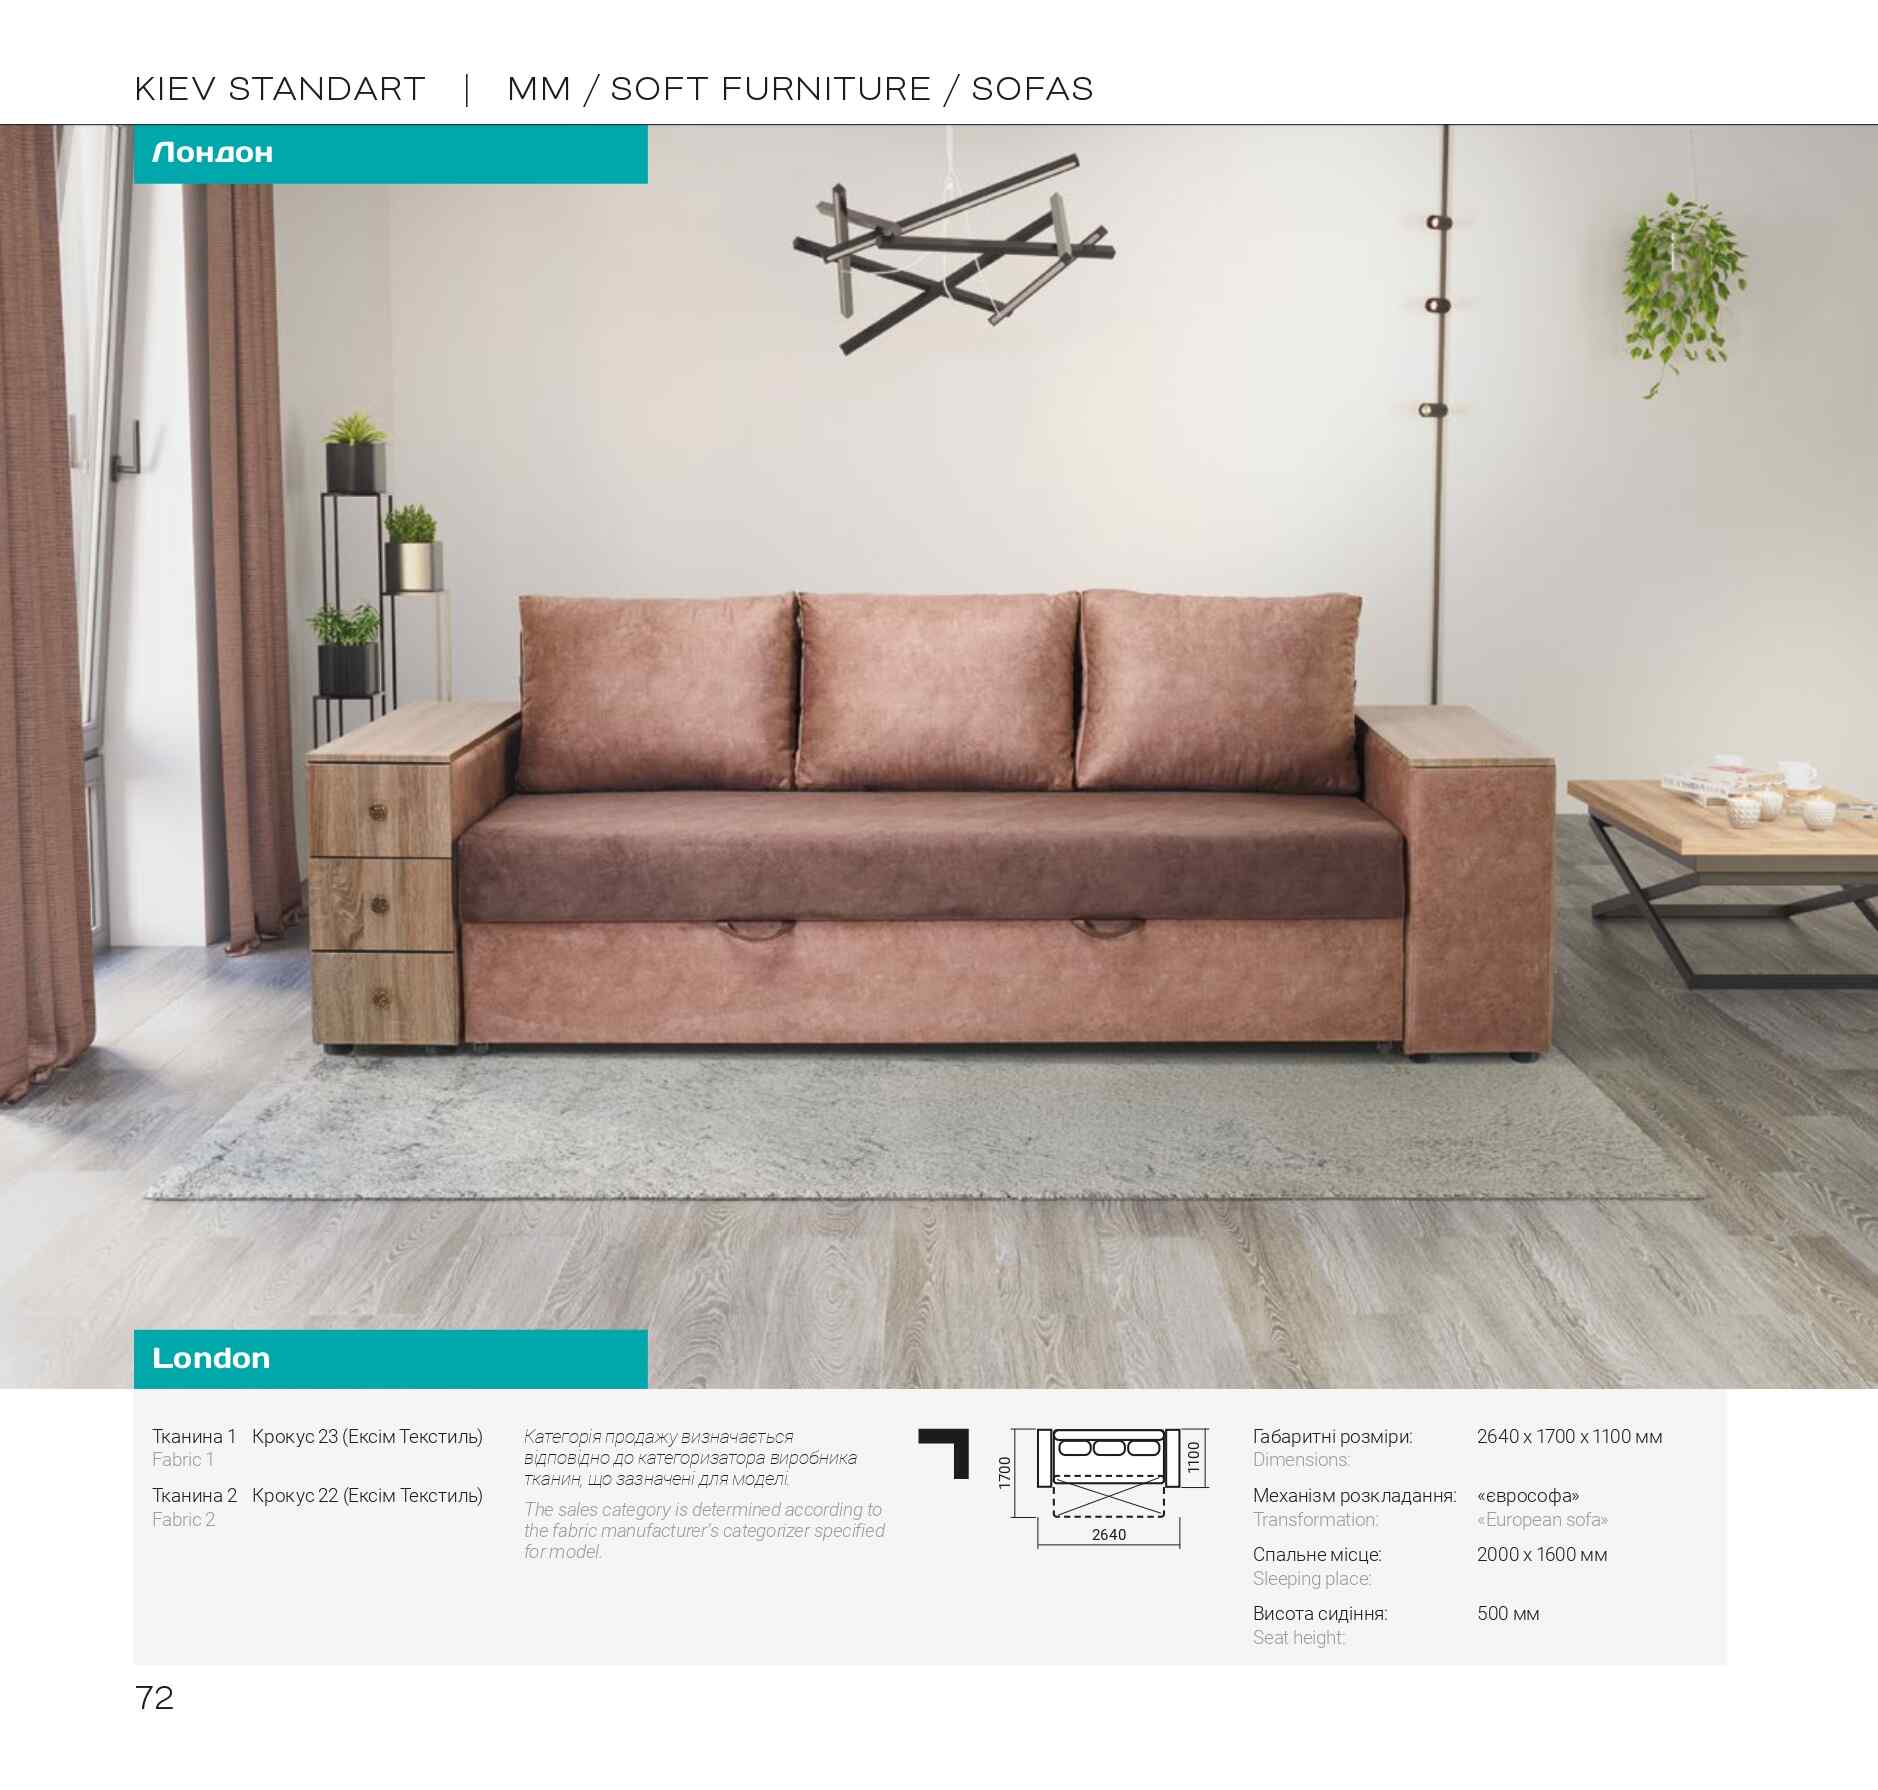 KIEV STANDART | MM / SOFT FURNITURE / SOFAS
Лондон
London
Тканина 1 Крокус 23 (Ексім Текстиль)
Fabric 1
Тканина 2 Крокус 22 (Ексім Текстиль)
Fabric 2
Категорія продажу визначається
відповідно до категоризатора виробника
тканин, що зазначені для моделі.
The sales category is determined according to
the fabric manufacturer's categorizer specified
for model.
1700
1100
2640
Габаритні розміри: 2640 x 1700 x 1100 мм
Dimensions:
Механізм розкладання: «єврософа»
Transformation: «European sofa»
Спальне місце: 2000 x 1600 мм
Sleeping place:
Висота сидіння: 500 мм
Seat height:
72